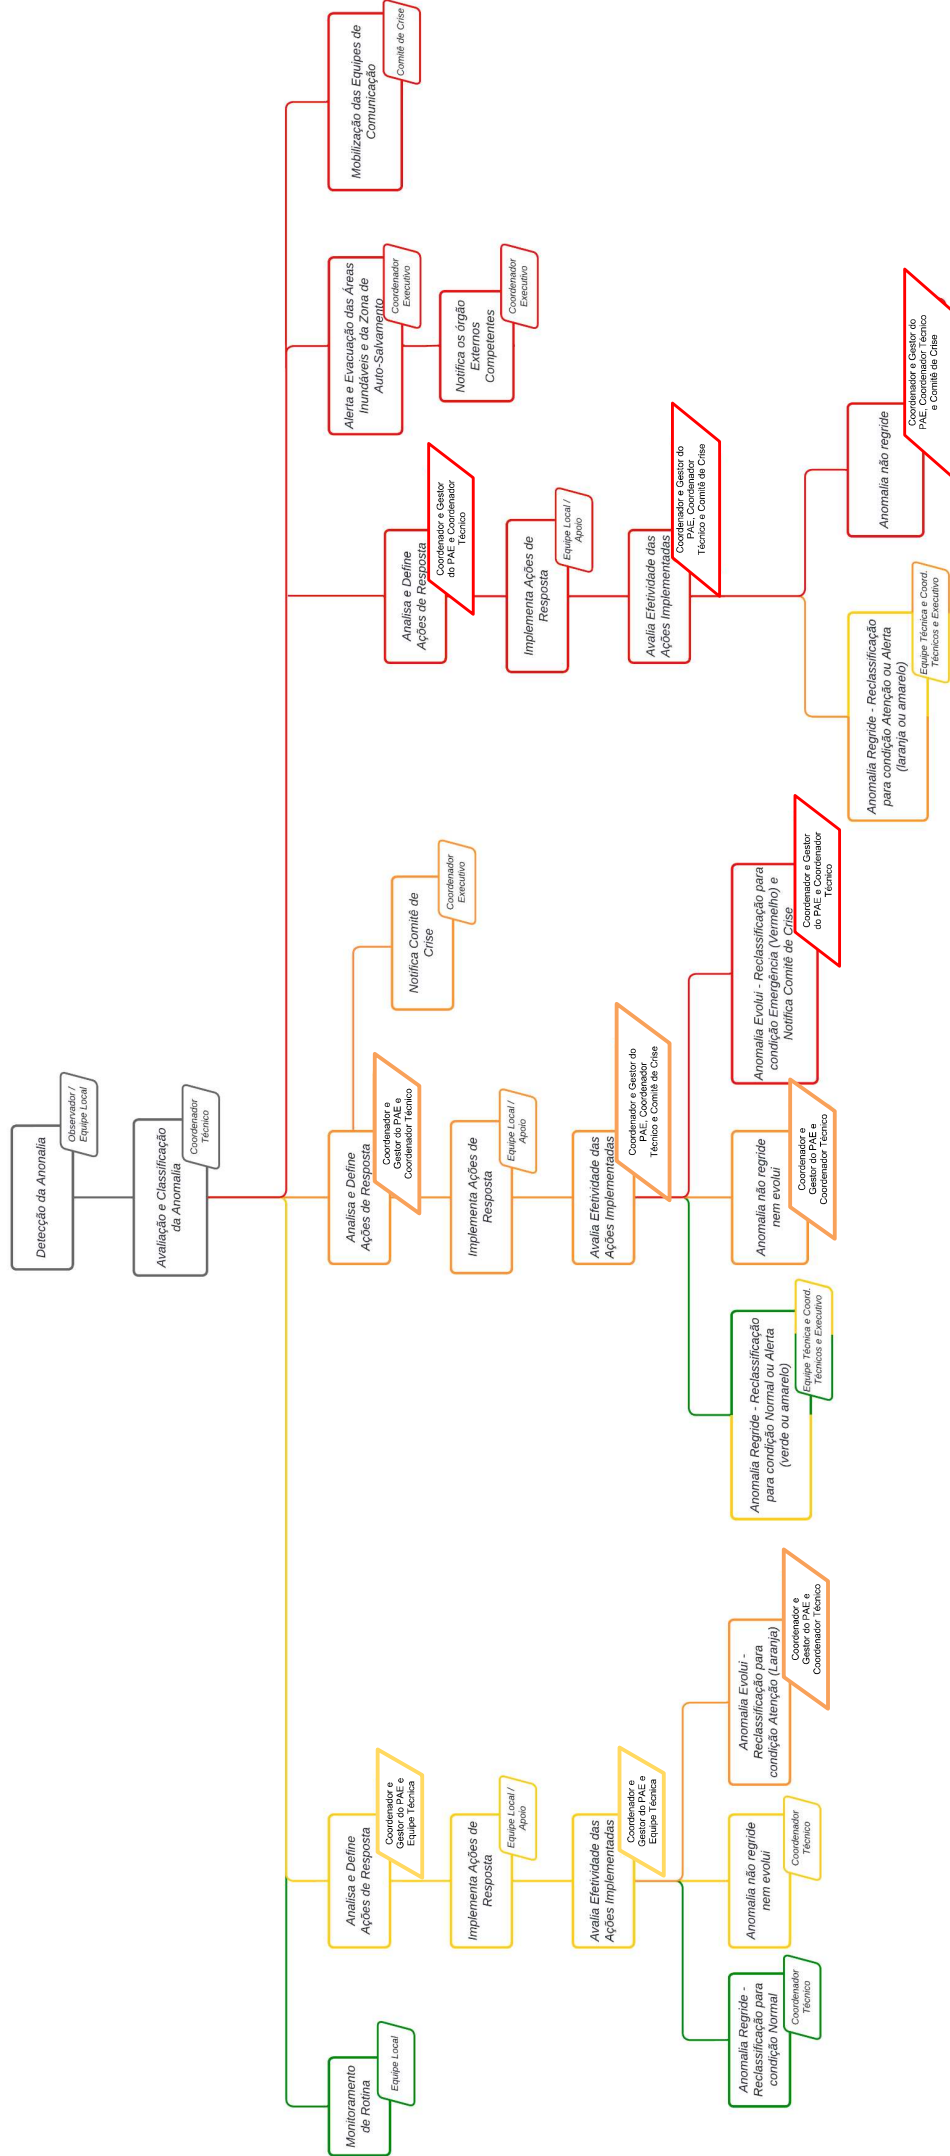 Detecção da Anonalia
Observador /
Equipe Local
Avaliação e Classificação
da Anomalia
Coordenador
Técnico
Monitoramento
de Rotina
Equipe Local
Analisa e Define
Ações de Resposta
Coordenador e
Gestor do PAE e
Equipe Técnica
Implementa Ações de
Resposta
Equipe Local /
Apoio
Avalia Efetividade das
Ações Implementadas
Coordenador e
Gestor do PAE e
Equipe Técnica
Anomalia Regride -
Reclassificação para
condição Normal
Coordenador
Técnico
Anomalia não regride
nem evolui
Coordenador
Técnico
Anomalia Evolui -
Reclassificação para
condição Atenção (Laranja)
Coordenador e
Gestor do PAE e
Coordenador Técnico
Analisa e Define
Ações de Resposta
Coordenador e
Gestor do PAE e
Coordenador Técnico
Notifica Comitê de
Crise
Coordenador
Executivo
Implementa Ações de
Resposta
Equipe Local /
Apoio
Avalia Efetividade das
Ações Implementadas
Coordenador e Gestor do
PAE, Coordenador
Técnico e Comitê de Crise
Anomalia Regride - Reclassificação
para condição Normal ou Alerta
(verde ou amarelo)
Equipe Técnica e Coord.
Técnicos e Executivo
Anomalia não regride
nem evolui
Coordenador e
Gestor do PAE e
Coordenador Técnico
Anomalia Evolui - Reclassificação para
condição Emergência (Vermelho) e
Notifica Comitê de Crise
Coordenador e Gestor
do PAE e Coordenador
Técnico
Analisa e Define
Ações de Resposta
Coordenador e Gestor
do PAE e Coordenador
Técnico
Implementa Ações de
Resposta
Equipe Local /
Apoio
Avalia Efetividade das
Ações Implementadas
Coordenador e Gestor do
PAE, Coordenador
Técnico e Comitê de Crise
Anomalia Regride - Reclassificação
para condição Atenção ou Alerta
(laranja ou amarelo)
Equipe Técnica e Coord.
Técnicos e Executivo
Anomalia não regride
Coordenador e Gestor do
PAE, Coordenador Técnico
e Comitê de Crise
Alerta e Evacuação das Áreas
Inundáveis e da Zona de
Auto-Salvamento
Coordenador
Executivo
Notifica os órgão
Externos
Competentes
Coordenador
Executivo
Mobilização das Equipes de
Comunicação
Comitê de Crise